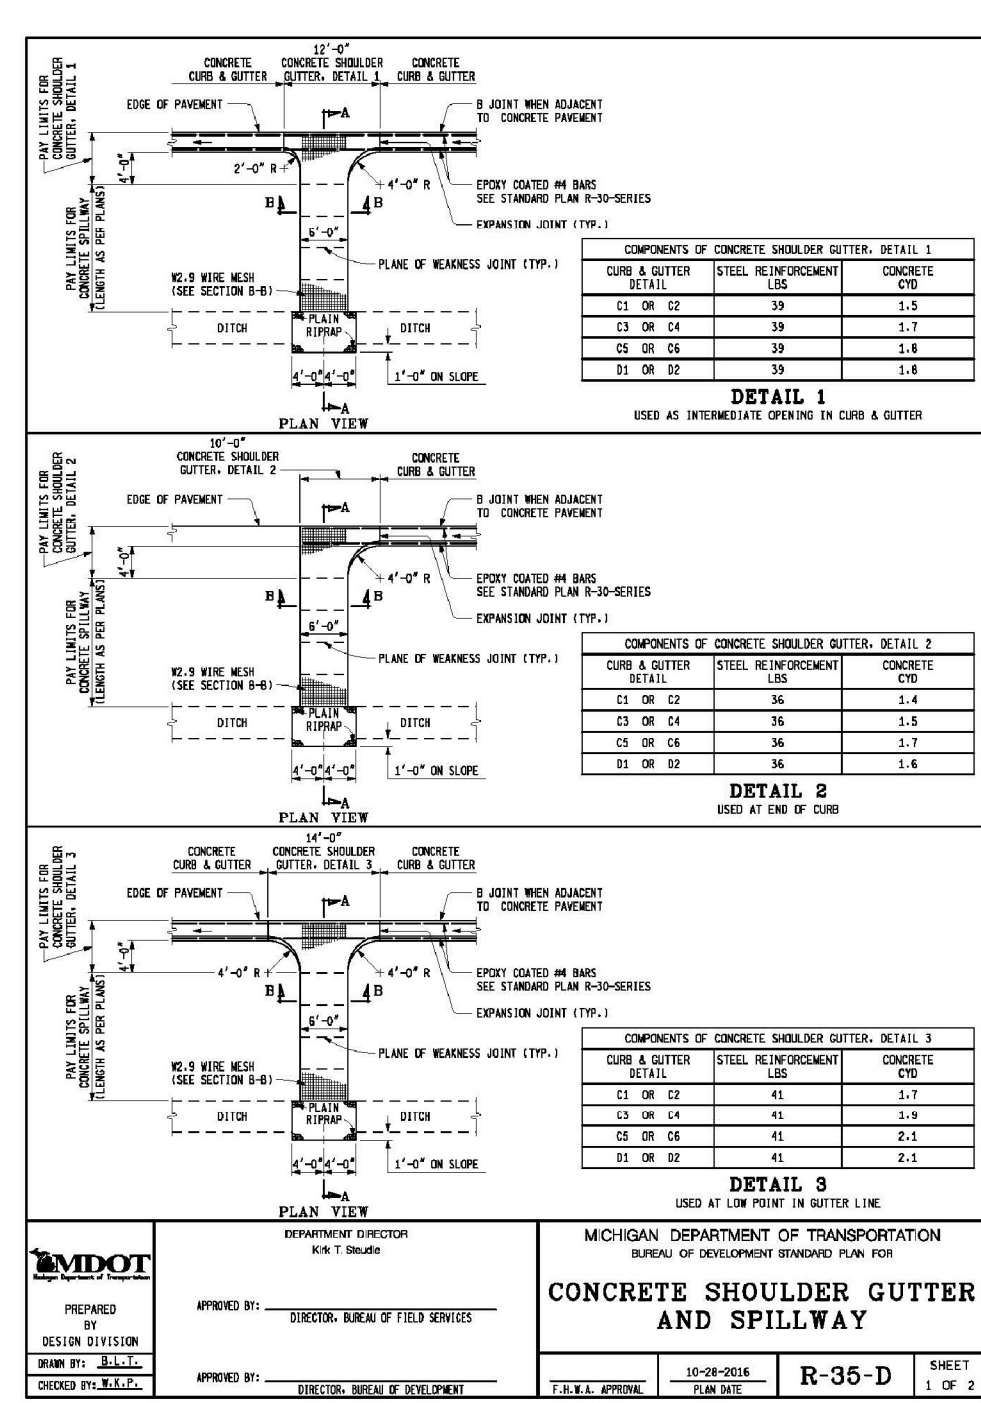 12'-0"
CONCRETE CURB & GUTTER
CONCRETE SHOULDER GUTTER, DETAIL 1
CONCRETE CURB & GUTTER
PAY LIMITS FOR
CONCRETE SHOULDER
GUTTER, DETAIL 1
EDGE OF PAVEMENT
A
B JOINT WHEN ADJACENT
TO CONCRETE PAVEMENT
4'-0"
2'-0" R
4'-0" R
EPOXY COATED #4 BARS
SEE STANDARD PLAN R-30-SERIES
B
B
EXPANSION JOINT (TYP.)
PAY LIMITS FOR
CONCRETE SPILLWAY
(LENGTH AS PER PLANS)
6'-0"
PLANE OF WEAKNESS JOINT (TYP.)
W2.9 WIRE MESH
(SEE SECTION B-B)
DITCH
PLAIN
RIPRAP
DITCH
4'-0" 4'-0"
1'-0" ON SLOPE
A
PLAN VIEW
COMPONENTS OF CONCRETE SHOULDER GUTTER, DETAIL 1
CURB & GUTTER DETAIL STEEL REINFORCEMENT LBS CONCRETE CYD
C1 OR C2 39 1.5
C3 OR C4 39 1.7
C5 OR C6 39 1.8
D1 OR D2 39 1.8
DETAIL 1
USED AS INTERMEDIATE OPENING IN CURB & GUTTER
10'-0"
CONCRETE SHOULDER
GUTTER, DETAIL 2
CONCRETE
CURB & GUTTER
PAY LIMITS FOR
CONCRETE SHOULDER
GUTTER, DETAIL 2
EDGE OF PAVEMENT
A
B JOINT WHEN ADJACENT
TO CONCRETE PAVEMENT
4'-0"
4'-0" R
EPOXY COATED #4 BARS
SEE STANDARD PLAN R-30-SERIES
B
B
EXPANSION JOINT (TYP.)
PAY LIMITS FOR
CONCRETE SPILLWAY
(LENGTH AS PER PLANS)
6'-0"
PLANE OF WEAKNESS JOINT (TYP.)
W2.9 WIRE MESH
(SEE SECTION B-B)
DITCH
PLAIN
RIPRAP
DITCH
4'-0" 4'-0"
1'-0" ON SLOPE
A
PLAN VIEW
COMPONENTS OF CONCRETE SHOULDER GUTTER, DETAIL 2
CURB & GUTTER DETAIL STEEL REINFORCEMENT LBS CONCRETE CYD
C1 OR C2 36 1.4
C3 OR C4 36 1.5
C5 OR C6 36 1.7
D1 OR D2 36 1.6
DETAIL 2
USED AT END OF CURB
14'-0"
CONCRETE CURB & GUTTER
CONCRETE SHOULDER GUTTER, DETAIL 3
CONCRETE CURB & GUTTER
PAY LIMITS FOR
CONCRETE SHOULDER
GUTTER, DETAIL 3
EDGE OF PAVEMENT
A
B JOINT WHEN ADJACENT
TO CONCRETE PAVEMENT
4'-0"
4'-0" R
4'-0" R
EPOXY COATED #4 BARS
SEE STANDARD PLAN R-30-SERIES
B
B
EXPANSION JOINT (TYP.)
PAY LIMITS FOR
CONCRETE SPILLWAY
(LENGTH AS PER PLANS)
6'-0"
PLANE OF WEAKNESS JOINT (TYP.)
W2.9 WIRE MESH
(SEE SECTION B-B)
DITCH
PLAIN
RIPRAP
DITCH
4'-0" 4'-0"
1'-0" ON SLOPE
A
PLAN VIEW
COMPONENTS OF CONCRETE SHOULDER GUTTER, DETAIL 3
CURB & GUTTER DETAIL STEEL REINFORCEMENT LBS CONCRETE CYD
C1 OR C2 41 1.7
C3 OR C4 41 1.9
C5 OR C6 41 2.1
D1 OR D2 41 2.1
DETAIL 3
USED AT LOW POINT IN GUTTER LINE
MDOT
Michigan Department of Transportation
PREPARED
BY
DESIGN DIVISION
DRAWN BY: B.L.T.
CHECKED BY: W.K.P.
DEPARTMENT DIRECTOR
Kirk T. Steudle
APPROVED BY:
DIRECTOR, BUREAU OF FIELD SERVICES
APPROVED BY:
DIRECTOR, BUREAU OF DEVELOPMENT
MICHIGAN DEPARTMENT OF TRANSPORTATION
BUREAU OF DEVELOPMENT STANDARD PLAN FOR
CONCRETE SHOULDER GUTTER
AND SPILLWAY
F.H.W.A. APPROVAL
10-28-2016
PLAN DATE
R-35-D
SHEET
1 OF 2